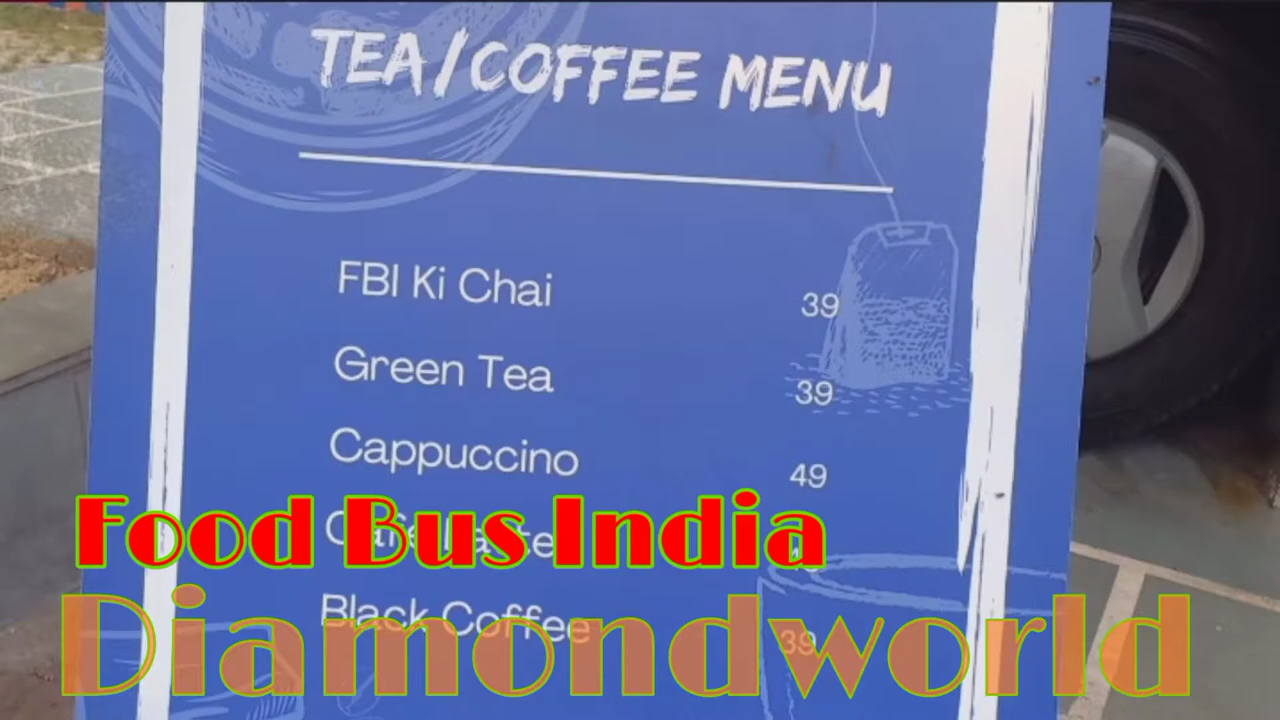 TEA/COFFEE MENU
FBI Ki Chai 39
Green Tea 39
Cappuccino 49
Food Bus India
Black Coffee 39
Diamondworld